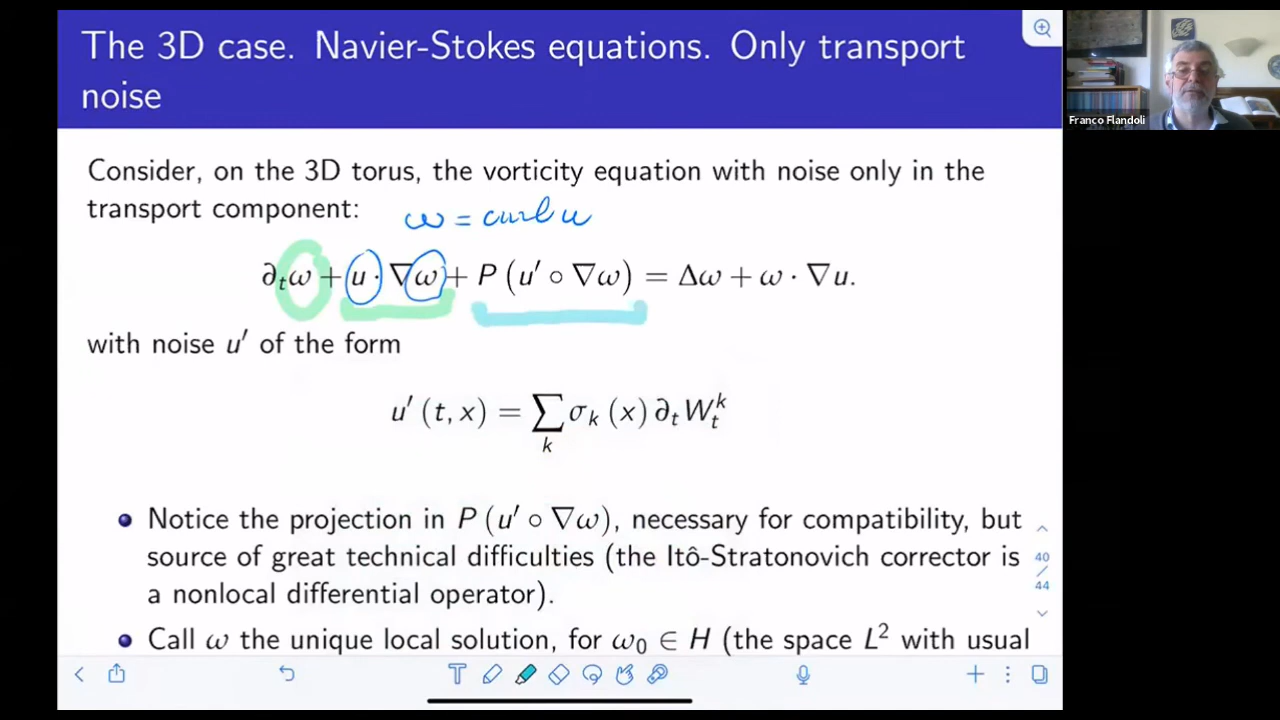 The 3D case. Navier-Stokes equations. Only transport
noise
Franco Flandoli
Consider, on the 3D torus, the vorticity equation with noise only in the
transport component:
ω = curl u
∂ₜω + u · ∇ω + P (u′ ∘ ∇ω) = Δω + ω · ∇u.
with noise u′ of the form
u′ (t, x) = ∑ₖ σₖ (x) ∂ₜWₜᵏ
Notice the projection in P (u′ ∘ ∇ω), necessary for compatibility, but
source of great technical difficulties (the Itô-Stratonovich corrector is
a nonlocal differential operator).
40
/
44
Call ω the unique local solution, for ω₀ ∈ H (the space L² with usual